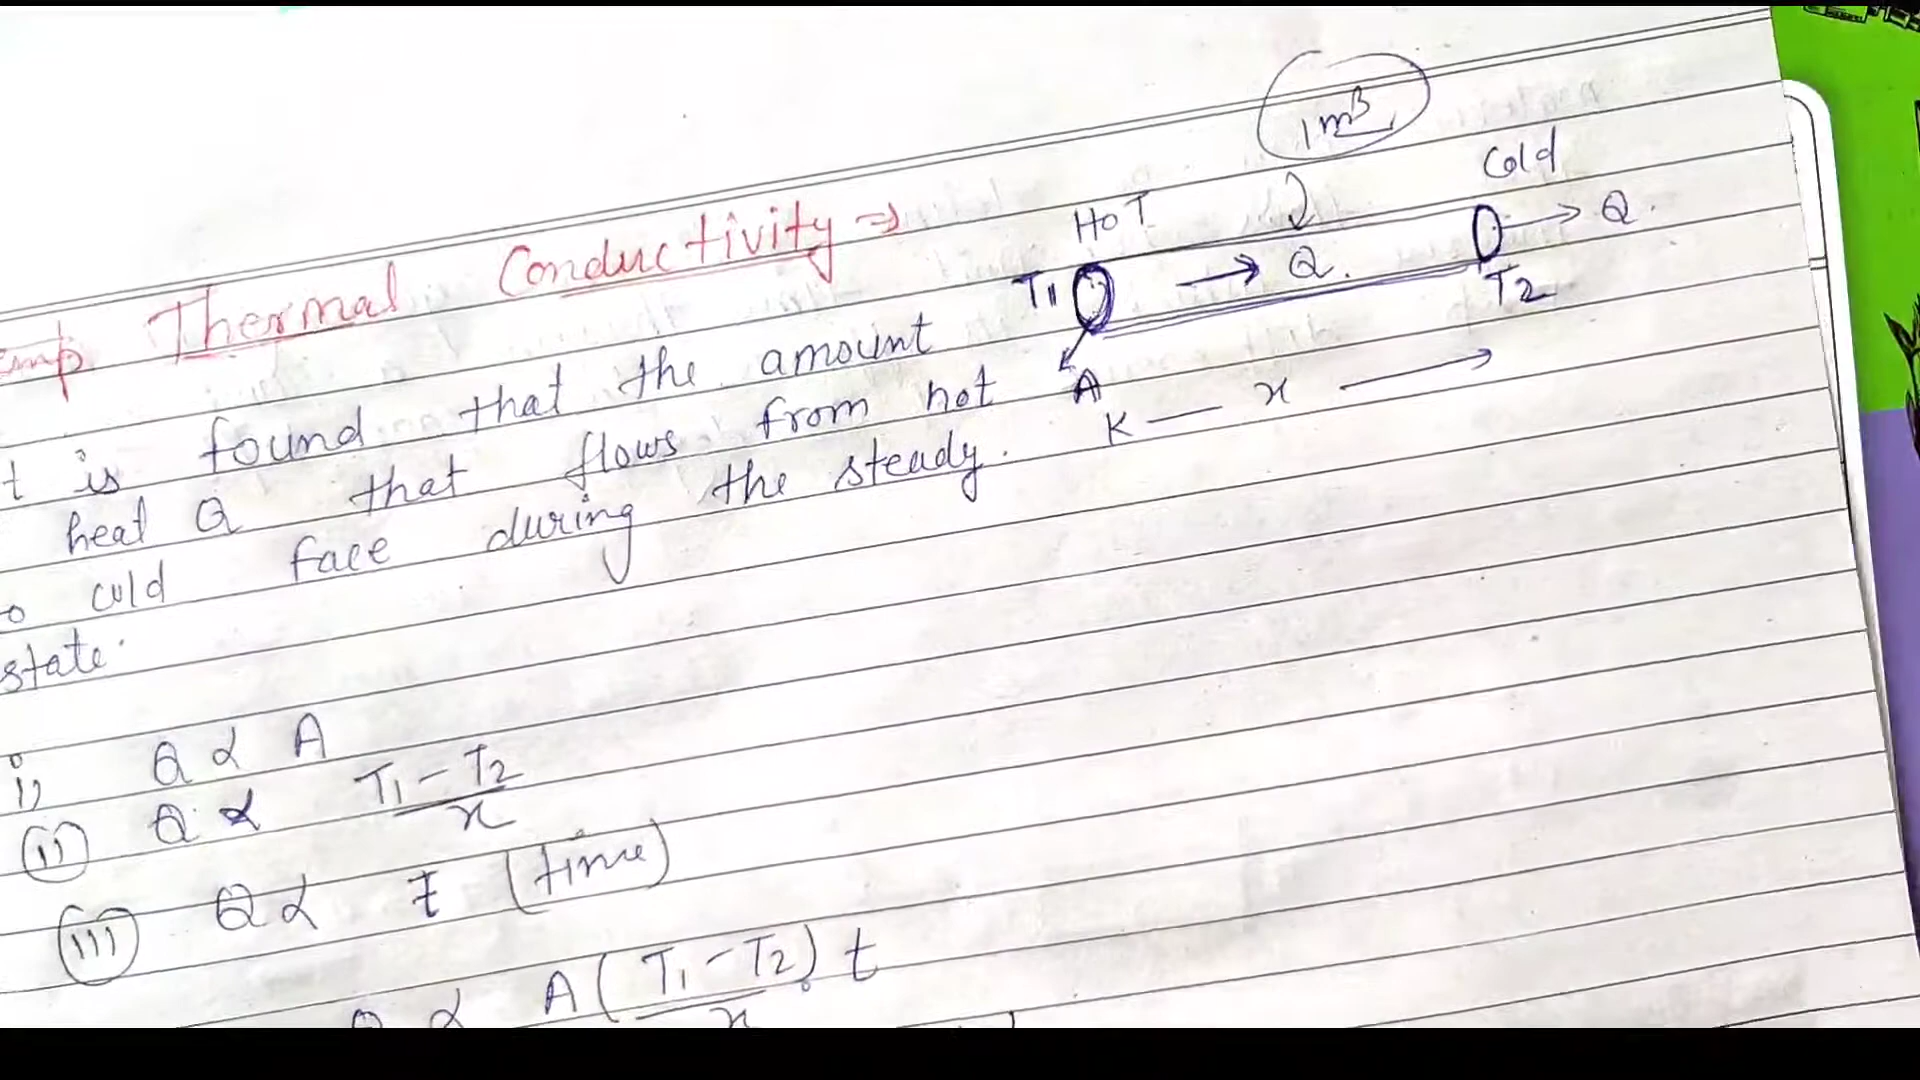 1m³
Cold
HOT
Thermal Conductivity ⇒
T1
→ Q.
→ Q.
T2
A
K — x →
is found that the amount
heat Q that flows from hot
cold face during the steady.
state.
i) Q α A
(ii) Q α T1 - T2 / x
(iii) Q α t (time)
Q α A (T1 - T2 / x) t